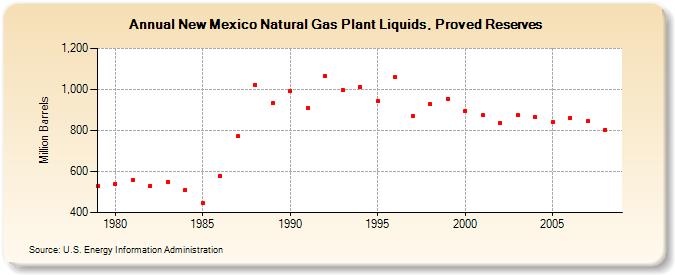 Annual New Mexico Natural Gas Plant Liquids, Proved Reserves
Million Barrels
1,200
1,000
800
600
400
1980 1985 1990 1995 2000 2005
Source: U.S. Energy Information Administration